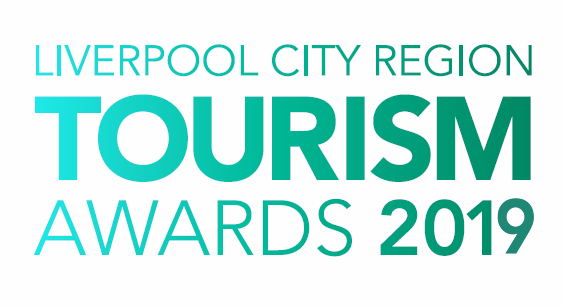 LIVERPOOL CITY REGION
TOURISM
AWARDS 2019